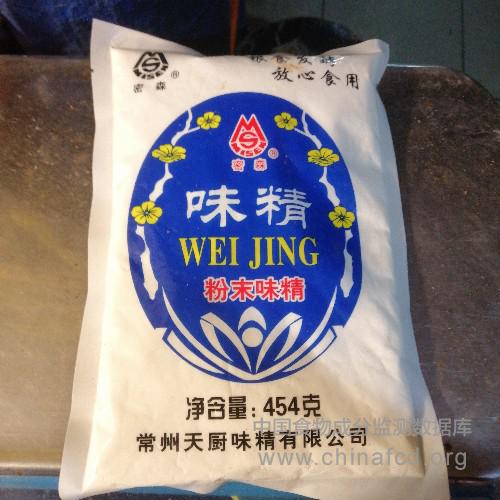 MISEN®
密森
粮食发酵
放心食用
MISEN®
密森
味精
WEI JING
粉末味精
净含量:454克
常州天厨味精有限公司
中国食物成分监测数据库
www.chinafcd.org